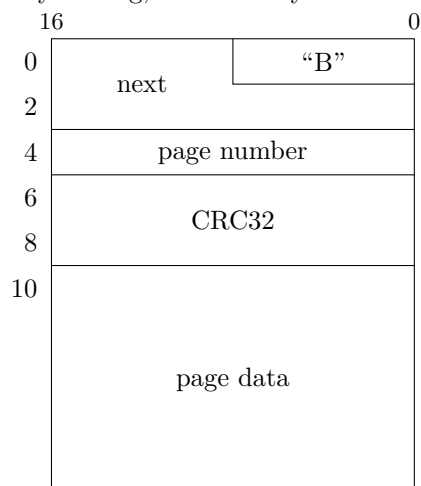 16 0
0 “B”
next
2
4 page number
6
CRC32
8
10
page data